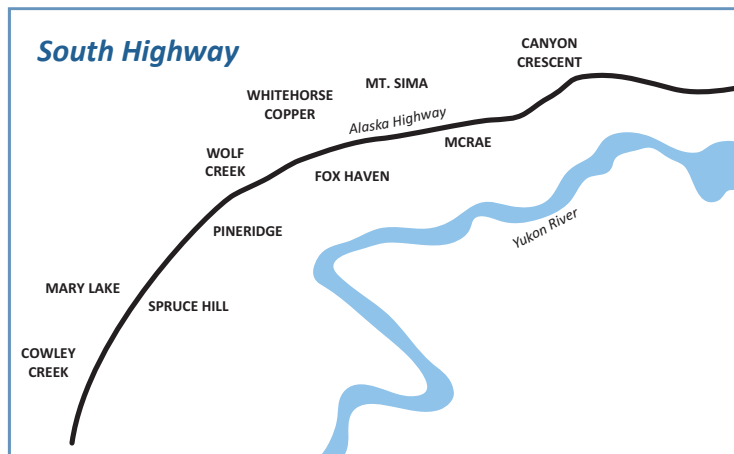 South Highway
CANYON
CRESCENT
MT. SIMA
WHITEHORSE
COPPER
Alaska Highway
MCRAE
WOLF
CREEK
FOX HAVEN
PINERIDGE
Yukon River
MARY LAKE
SPRUCE HILL
COWLEY
CREEK